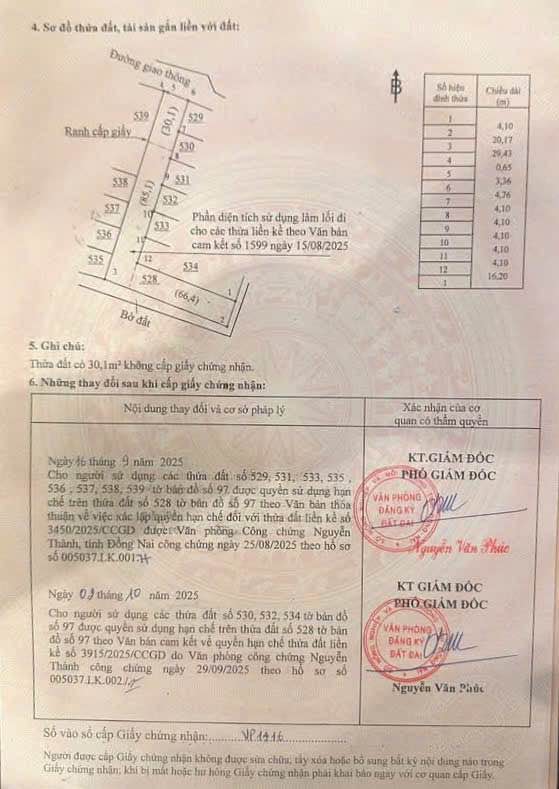 4. Sơ đồ thửa đất, tài sản gắn liền với đất:
Đường giao thông
4 5 6
539
(30,1)
529
7
Ranh cấp giấy
530
8
538
9
531
(85,1)
532
537
10
533
536
11
535
12
534
3
528
(66,4)
1
2
Bờ đất
Phần diện tích sử dụng làm lối đi
cho các thửa liền kề theo Văn bản
cam kết số 1599 ngày 15/08/2025
B
Số hiệu đỉnh thửa
Chiều dài (m)
1
4,10
2
20,17
3
29,43
4
0,65
5
3,36
6
4,76
7
4,10
8
4,10
9
4,10
10
4,10
11
4,10
12
16,20
1
5. Ghi chú:
Thửa đất có 30,1m² không cấp giấy chứng nhận.
6. Những thay đổi sau khi cấp giấy chứng nhận:
Nội dung thay đổi và cơ sở pháp lý
Xác nhận của cơ
quan có thẩm quyền
Ngày 16 tháng 9 năm 2025
Cho người sử dụng các thửa đất số 529, 531, 533, 535 ,
536 , 537, 538, 539 tờ bản đồ số 97 được quyền sử dụng hạn
chế trên thửa đất số 528 tờ bản đồ số 97 theo Văn bản thỏa
thuận về việc xác lập quyền hạn chế đối với thửa đất liền kề số
3450/2025/CCGD được Văn phòng Công chứng Nguyễn
Thành, tỉnh Đồng Nai công chứng ngày 25/08/2025 theo hồ sơ
số 005037.LK.001
KT.GIÁM ĐỐC
PHÓ GIÁM ĐỐC
VĂN PHÒNG
ĐĂNG KÝ
ĐẤT ĐAI
Nguyễn Văn Phúc
Ngày 09 tháng 10 năm 2025
Cho người sử dụng các thửa đất số 530, 532, 534 tờ bản đồ
số 97 được quyền sử dụng hạn chế trên thửa đất số 528 tờ bản
đồ số 97 theo Văn bản cam kết về quyền hạn chế thửa đất liền
kề số 3915/2025/CCGD do Văn phòng công chứng Nguyễn
Thành công chứng ngày 29/09/2025 theo hồ sơ số
005037.LK.002
KT GIÁM ĐỐC
PHÓ GIÁM ĐỐC
VĂN PHÒNG
ĐĂNG KÝ
ĐẤT ĐAI
Nguyễn Văn Phúc
Số vào sổ cấp Giấy chứng nhận: VP1416
Người được cấp Giấy chứng nhận không được sửa chữa, tẩy xóa hoặc bổ sung bất kỳ nội dung nào trong
Giấy chứng nhận; khi bị mất hoặc hư hỏng Giấy chứng nhận phải khai báo ngay với cơ quan cấp Giấy.